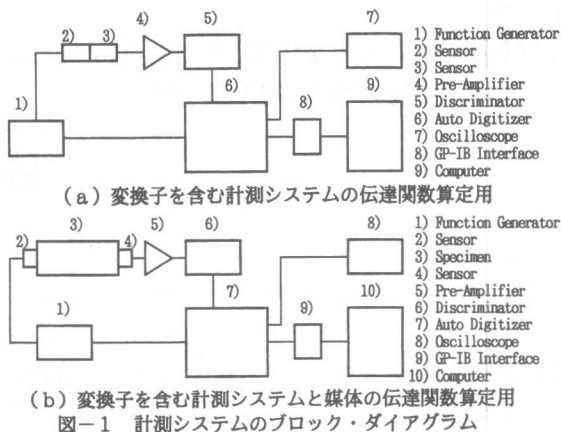 2) 3) 4) 5) 7)
1) 6) 8) 9)
1) Function Generator
2) Sensor
3) Sensor
4) Pre-Amplifier
5) Discriminator
6) Auto Digitizer
7) Oscilloscope
8) GP-IB Interface
9) Computer
(a) 変換子を含む計測システムの伝達関数算定用
2) 3) 4) 5) 6) 8)
1) 7) 9) 10)
1) Function Generator
2) Sensor
3) Specimen
4) Sensor
5) Pre-Amplifier
6) Discriminator
7) Auto Digitizer
8) Oscilloscope
9) GP-IB Interface
10) Computer
(b) 変換子を含む計測システムと媒体の伝達関数算定用
図-1 計測システムのブロック・ダイアグラム